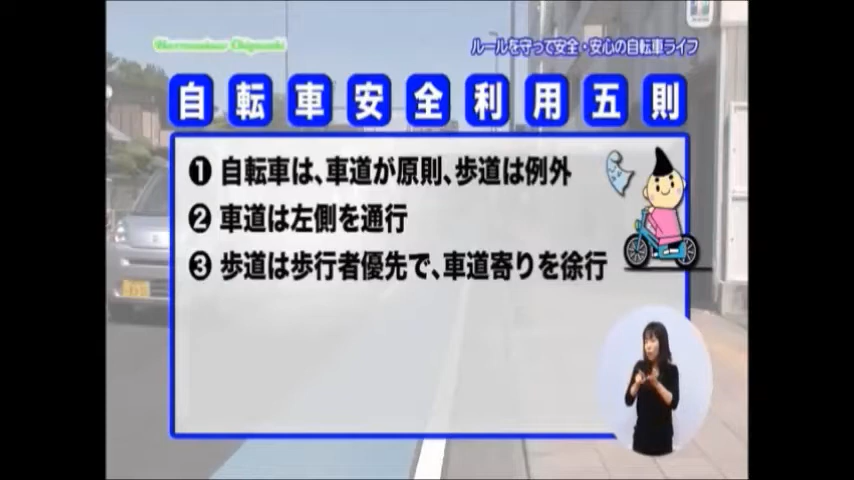 ルールを守って安全・安心の自転車ライフ
自転車安全利用五則
❶ 自転車は、車道が原則、歩道は例外
❷ 車道は左側を通行
❸ 歩道は歩行者優先で、車道寄りを徐行